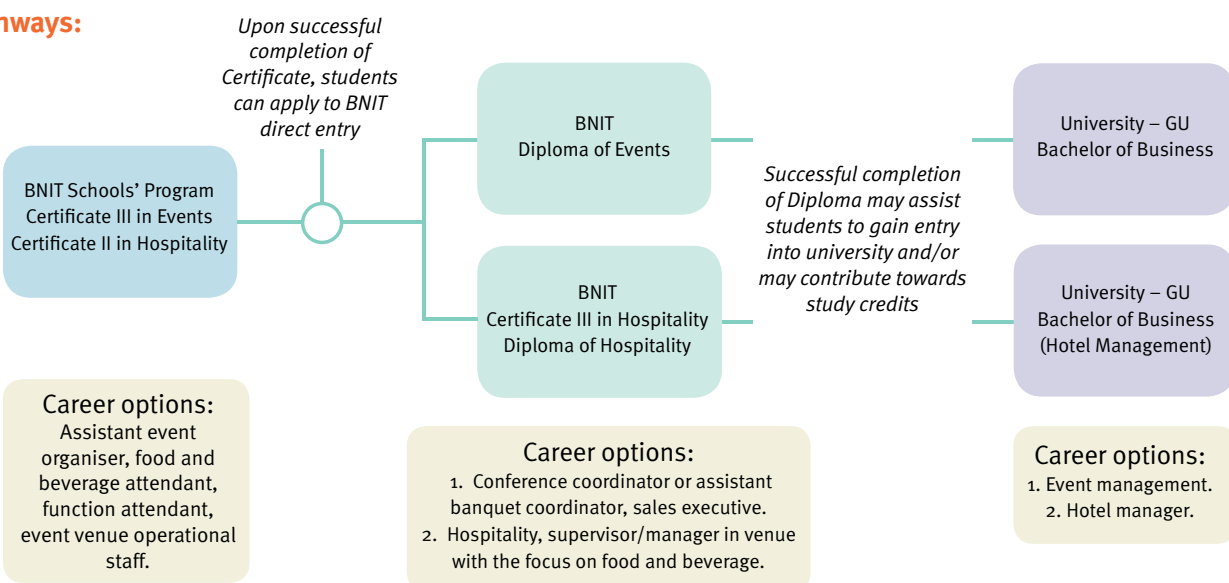 nways:
Upon successful
completion of
Certificate, students
can apply to BNIT
direct entry
BNIT Schools’ Program
Certificate III in Events
Certificate II in Hospitality
BNIT
Diploma of Events
BNIT
Certificate III in Hospitality
Diploma of Hospitality
Successful completion
of Diploma may assist
students to gain entry
into university and/or
may contribute towards
study credits
University – GU
Bachelor of Business
University – GU
Bachelor of Business
(Hotel Management)
Career options:
Assistant event
organiser, food and
beverage attendant,
function attendant,
event venue operational
staff.
Career options:
1. Conference coordinator or assistant
banquet coordinator, sales executive.
2. Hospitality, supervisor/manager in venue
with the focus on food and beverage.
Career options:
1. Event management.
2. Hotel manager.